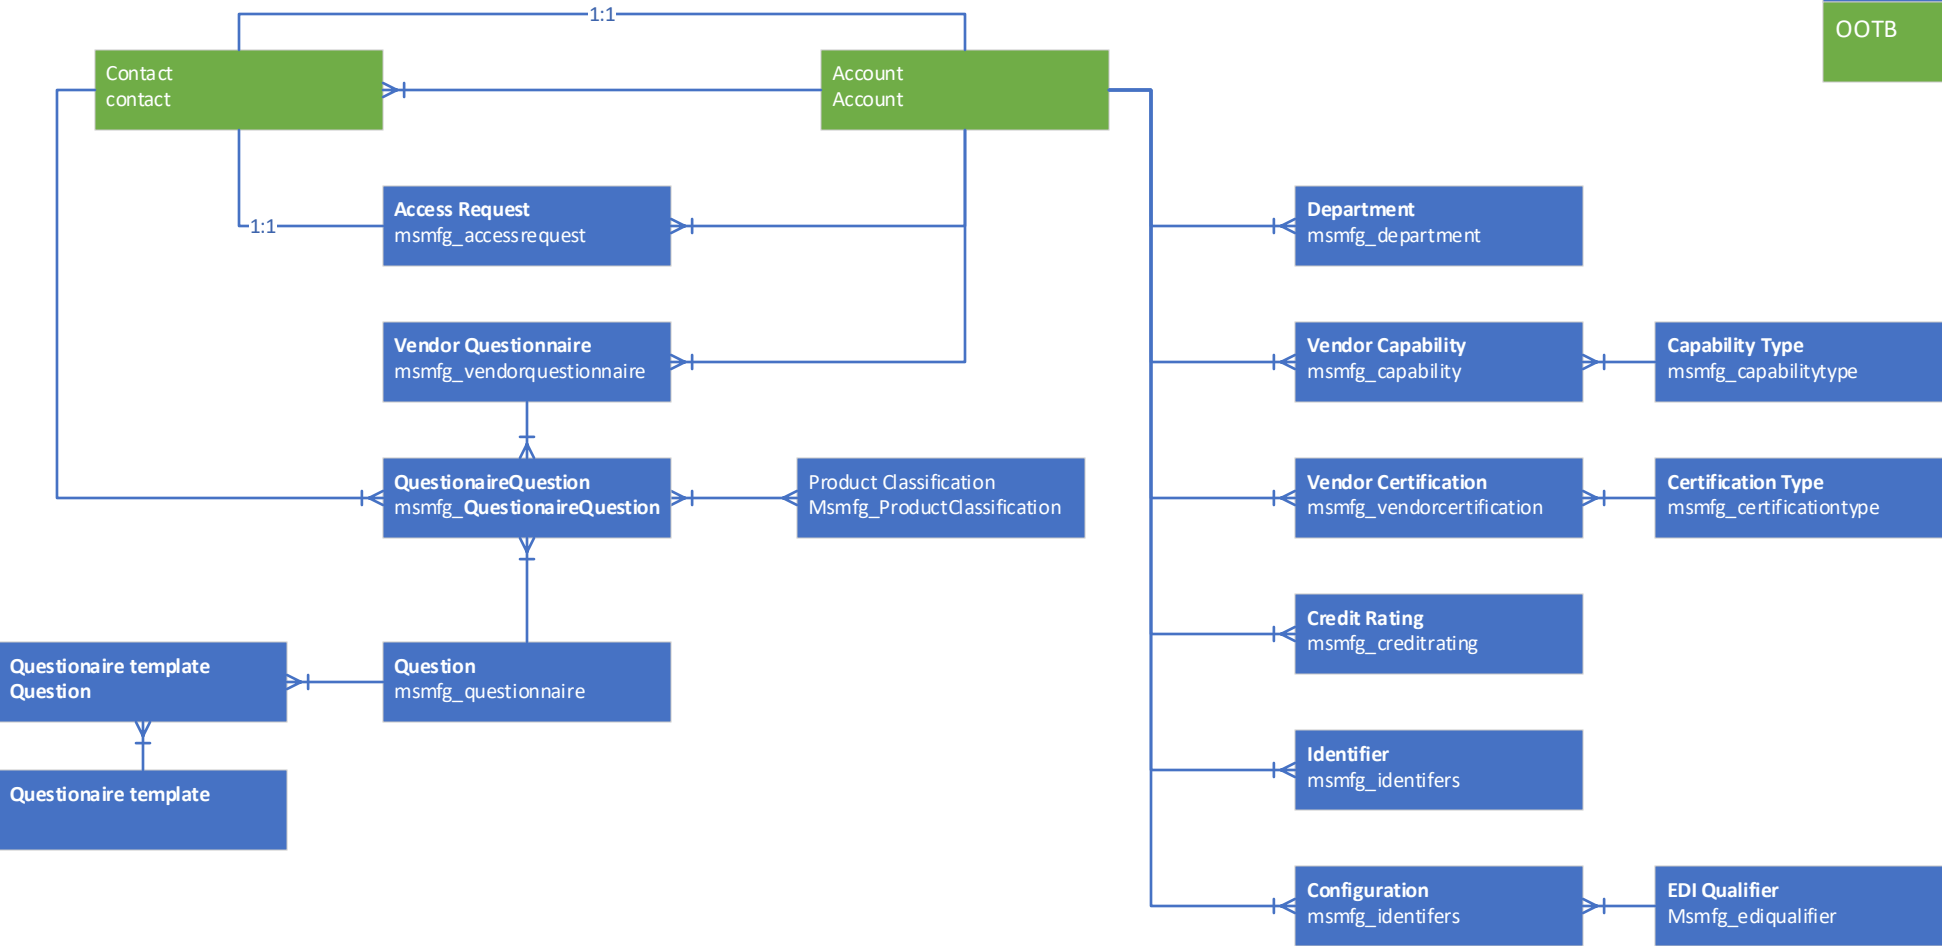 1:1
OOTB
Contact
contact
Account
Account
Access Request
msmfg_accessrequest
1:1
Department
msmfg_department
Vendor Questionnaire
msmfg_vendorquestionnaire
Vendor Capability
msmfg_capability
Capability Type
msmfg_capabilitytype
QuestionaireQuestion
msmfg_QuestionaireQuestion
Product Classification
Msmfg_ProductClassification
Vendor Certification
msmfg_vendorcertification
Certification Type
msmfg_certificationtype
Credit Rating
msmfg_creditrating
Questionaire template
Question
Question
msmfg_questionnaire
Identifier
msmfg_identifers
Questionaire template
Configuration
msmfg_identifers
EDI Qualifier
Msmfg_ediqualifier